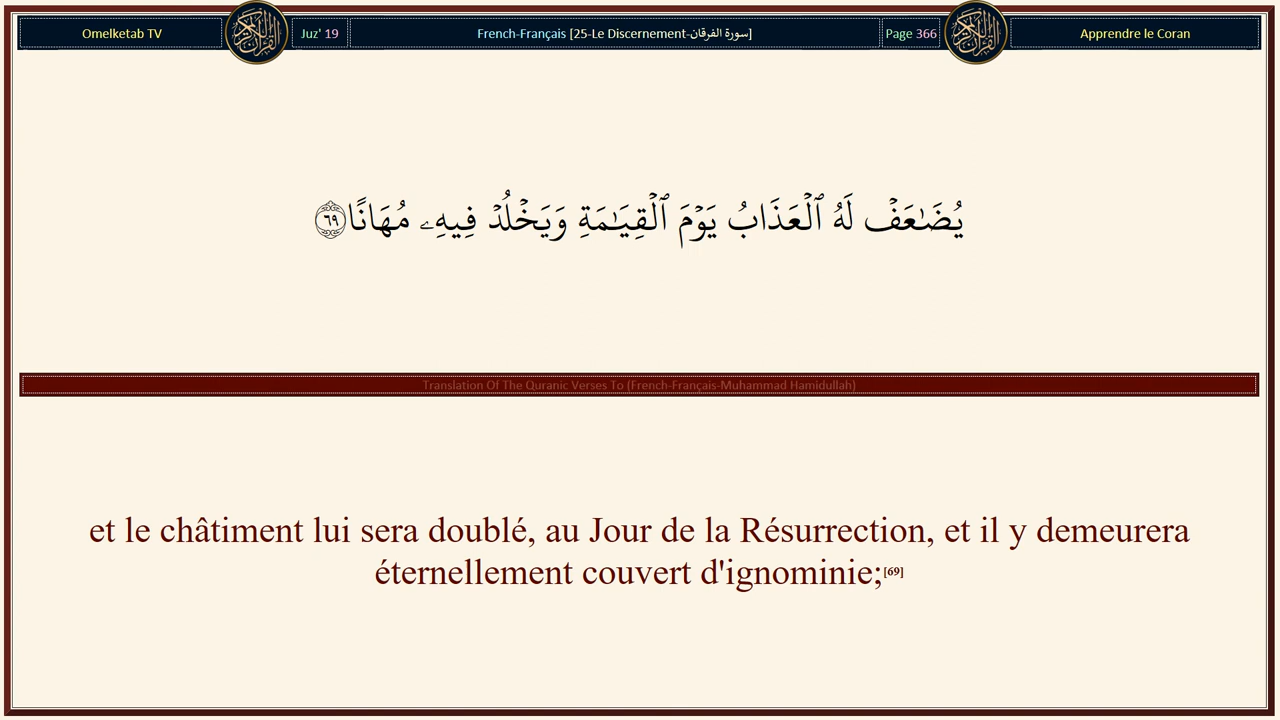 Omelketab TV
Juz' 19
French-Français [25-Le Discernement-سورة الفرقان]
Page 366
Apprendre le Coran
يُضَـٰعَفْ لَهُ ٱلْعَذَابُ يَوْمَ ٱلْقِيَـٰمَةِ وَيَخْلُدْ فِيهِۦ مُهَانًا ٦٩
Translation Of The Quranic Verses To (French-Français-Muhammad Hamidullah)
et le châtiment lui sera doublé, au Jour de la Résurrection, et il y demeurera
éternellement couvert d'ignominie;[69]